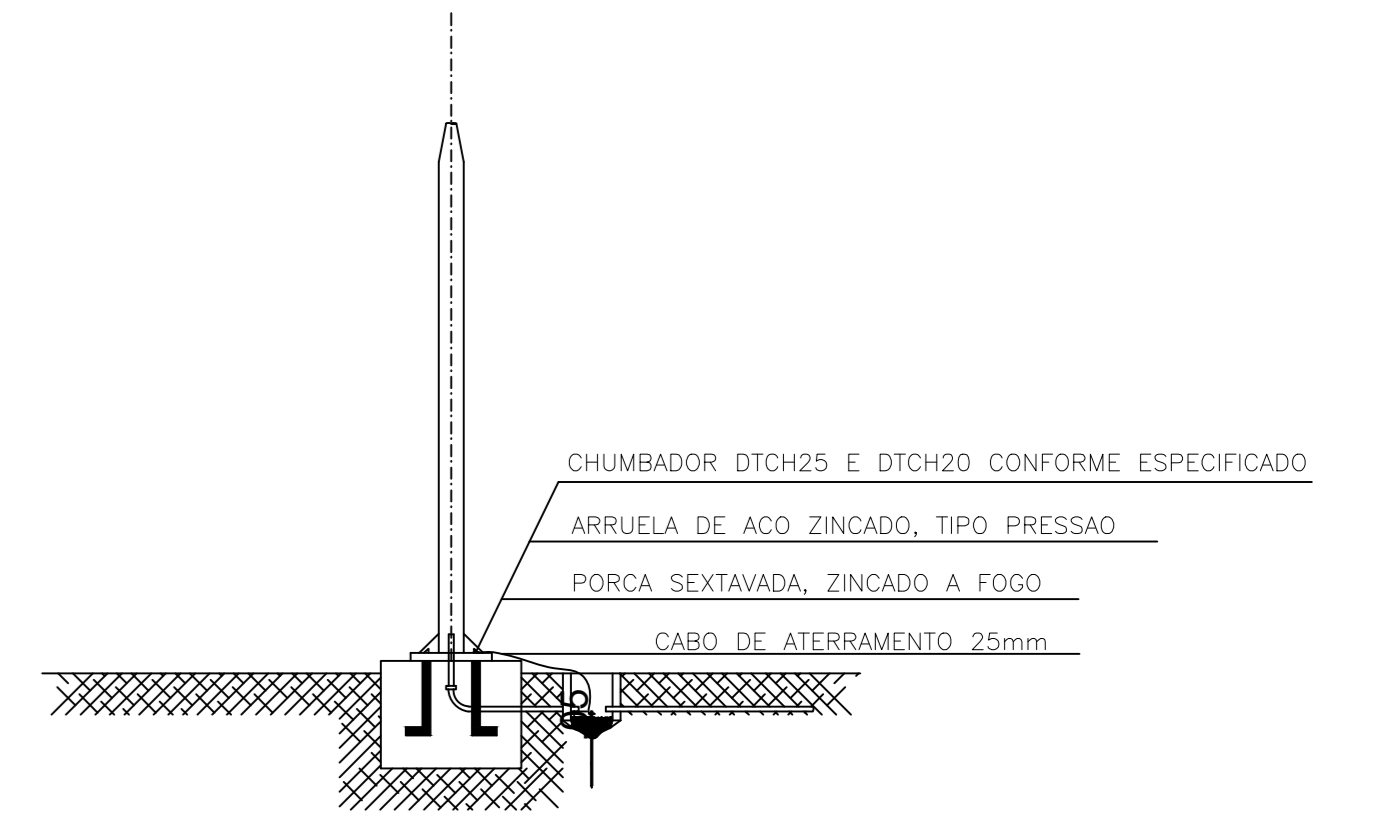 CHUMBADOR DTCH25 E DTCH20 CONFORME ESPECIFICADO
ARRUELA DE ACO ZINCADO, TIPO PRESSAO
PORCA SEXTAVADA, ZINCADO A FOGO
CABO DE ATERRAMENTO 25mm